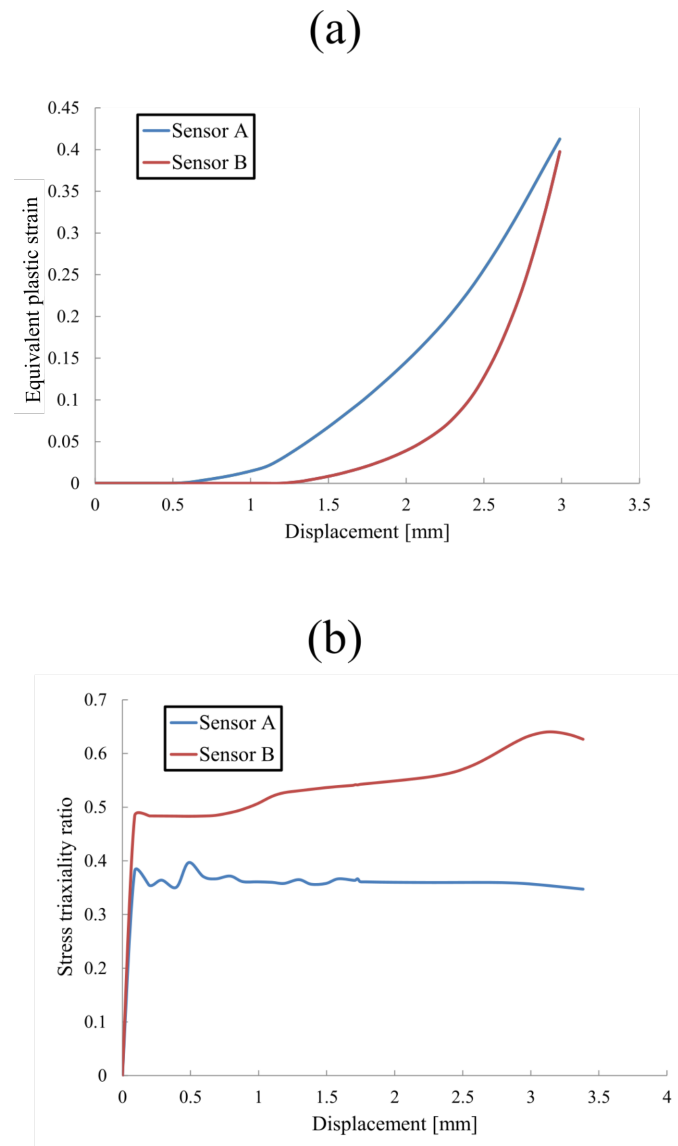 (a)
0.45
0.4
0.35
0.3
0.25
0.2
0.15
0.1
0.05
0
Equivalent plastic strain
Sensor A
Sensor B
0 0.5 1 1.5 2 2.5 3 3.5
Displacement [mm]
(b)
0.7
0.6
0.5
0.4
0.3
0.2
0.1
0
Stress triaxiality ratio
Sensor A
Sensor B
0 0.5 1 1.5 2 2.5 3 3.5 4
Displacement [mm]